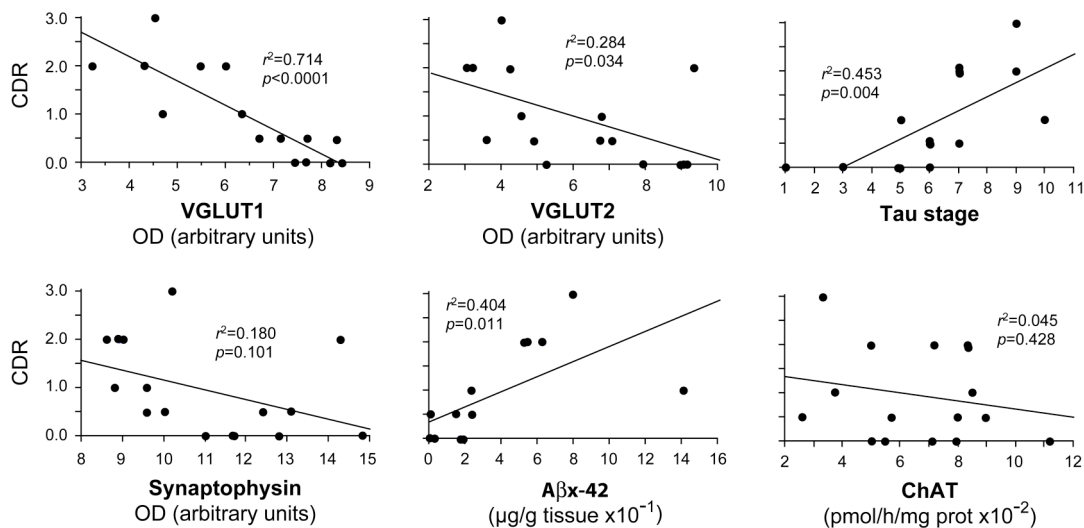 CDR
3.0
2.0
1.0
0.0
r²=0.714
p<0.0001
3 4 5 6 7 8 9
VGLUT1
OD (arbitrary units)
r²=0.284
p=0.034
2 4 6 8 10
VGLUT2
OD (arbitrary units)
r²=0.453
p=0.004
1 2 3 4 5 6 7 8 9 10 11
Tau stage
CDR
3.0
2.0
1.0
0.0
r²=0.180
p=0.101
8 9 10 11 12 13 14 15
Synaptophysin
OD (arbitrary units)
r²=0.404
p=0.011
0 2 4 6 8 10 12 14 16
Aβx-42
(μg/g tissue x10⁻¹)
r²=0.045
p=0.428
2 4 6 8 10 12
ChAT
(pmol/h/mg prot x10⁻²)